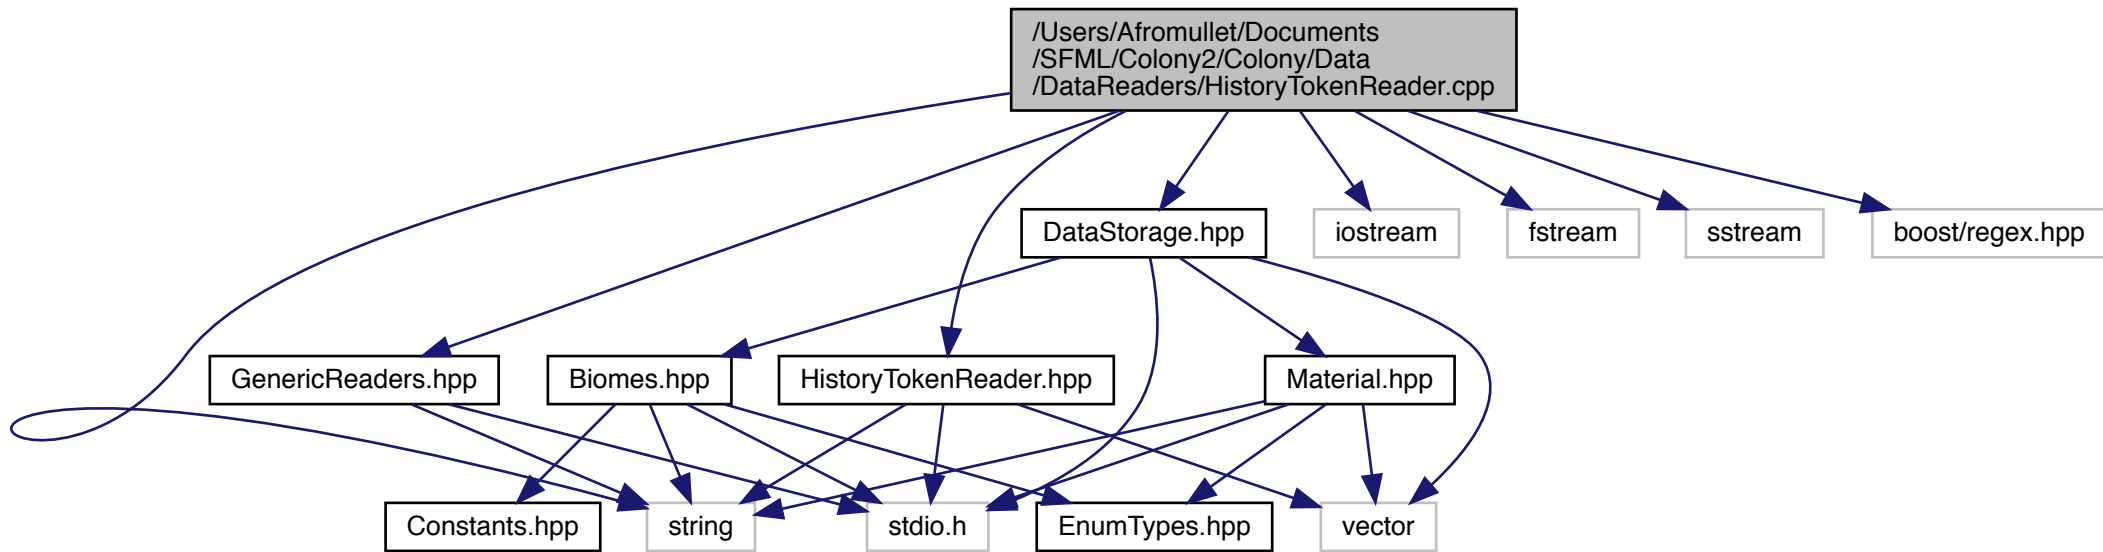 /Users/Afromullet/Documents
/SFML/Colony2/Colony/Data
/DataReaders/HistoryTokenReader.cpp
DataStorage.hpp
iostream
fstream
sstream
boost/regex.hpp
GenericReaders.hpp
Biomes.hpp
HistoryTokenReader.hpp
Material.hpp
Constants.hpp
string
stdio.h
EnumTypes.hpp
vector